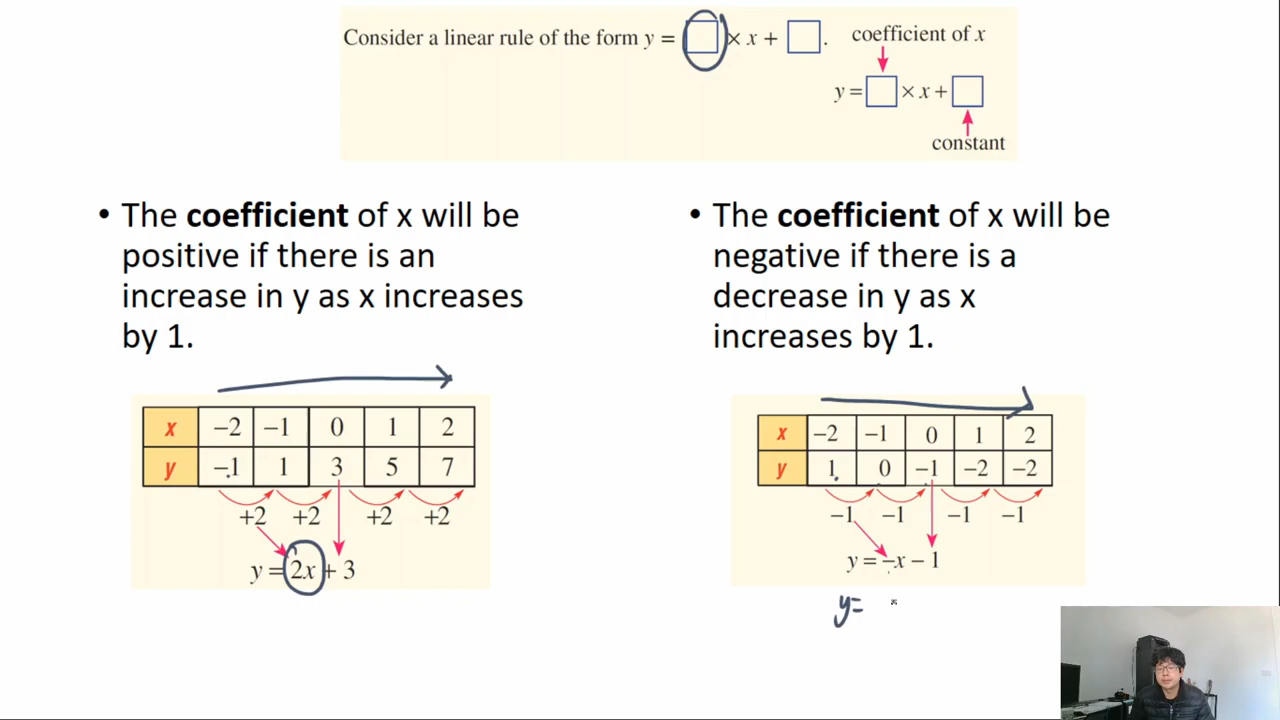 Consider a linear rule of the form y = □ × x + □.
coefficient of x
y = □ × x + □
constant
• The coefficient of x will be
positive if there is an
increase in y as x increases
by 1.
x −2 −1 0 1 2
y −1 1 3 5 7
+2 +2 +2 +2
y = 2x + 3
• The coefficient of x will be
negative if there is a
decrease in y as x
increases by 1.
x −2 −1 0 1 2
y 1 0 −1 −2 −2
−1 −1 −1 −1
y = −x − 1
y=